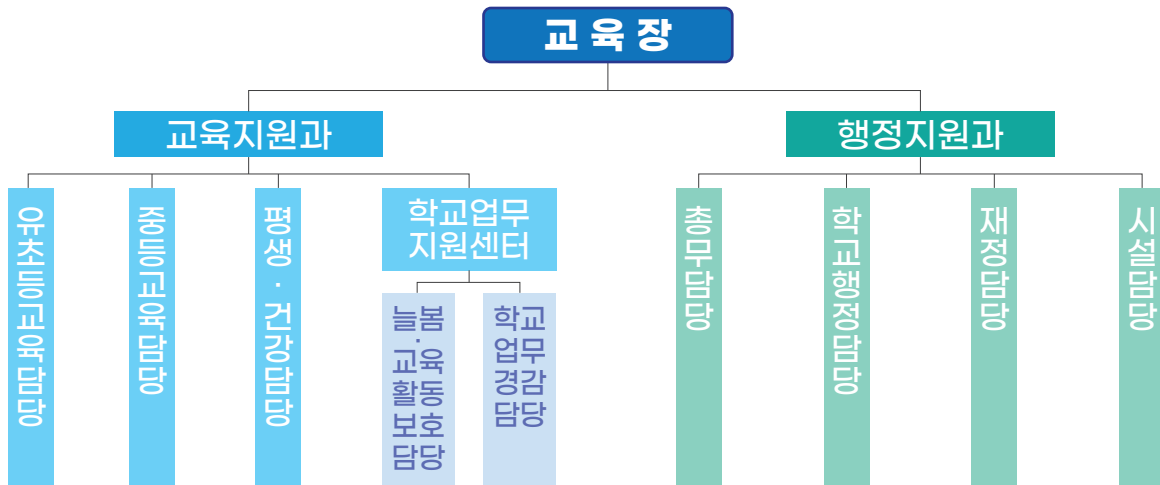 교육장
교육지원과
행정지원과
유초등교육담당
중등교육담당
평생·건강담당
학교업무
지원센터
늘봄
·
교육
활동
보호
담당
학교
업무
경감
담당
총무담당
학교행정담당
재정담당
시설담당